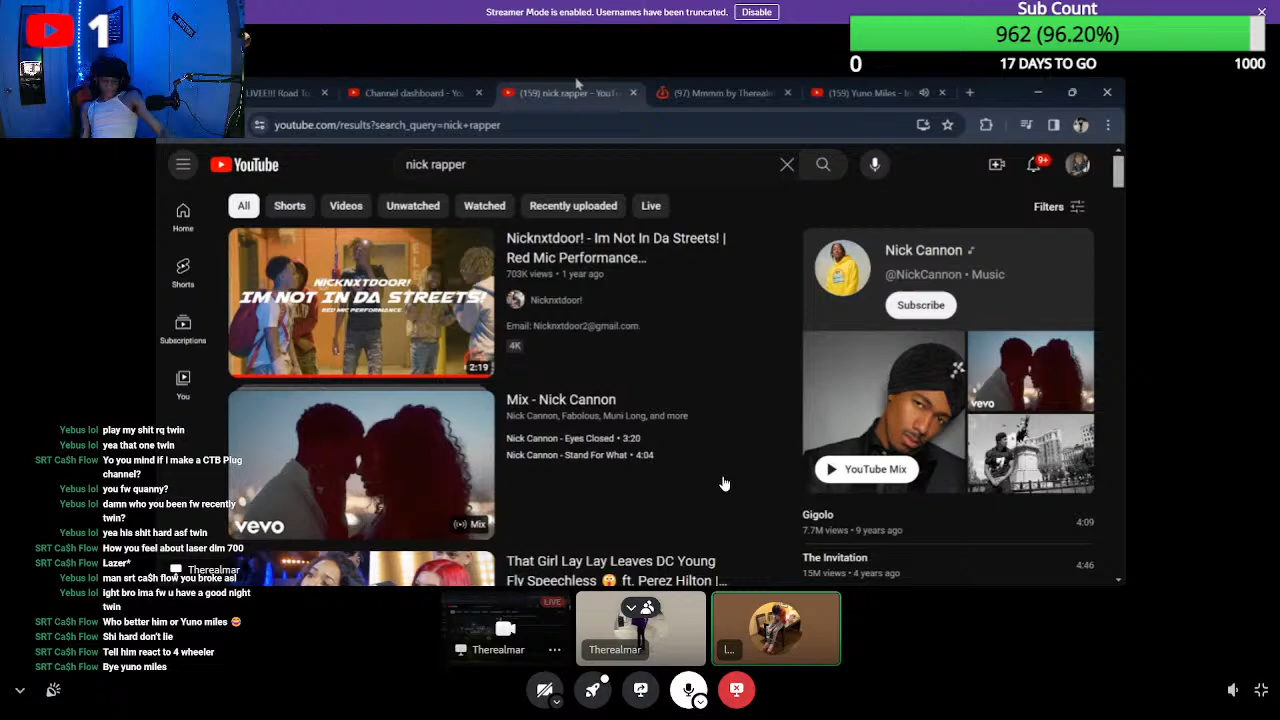 Streamer Mode is enabled. Usernames have been truncated.
Disable
Sub Count
962 (96.20%)
0
17 DAYS TO GO
1000
1
LIVE!!! Road To
Channel dashboard - Yo
(159) nick rapper - YouT
(97) Mmmm by Thereal
(159) Yuno Miles - I
youtube.com/results?search_query=nick+rapper
YouTube
nick rapper
9+
All
Shorts
Videos
Unwatched
Watched
Recently uploaded
Live
Filters
Home
Shorts
Subscriptions
You
NICKNXTDOOR!
IM NOT IN DA STREETS!
RED MIC PERFORMANCE
2:19
Nicknxtdoor! - Im Not In Da Streets! |
Red Mic Performance...
703K views • 1 year ago
Nicknxtdoor!
Email: Nicknxtdoor2@gmail.com.
4K
Nick Cannon
@NickCannon • Music
Subscribe
vevo
YouTube Mix
vevo
Mix
Mix - Nick Cannon
Nick Cannon, Fabolous, Muni Long, and more
Nick Cannon - Eyes Closed • 3:20
Nick Cannon - Stand For What • 4:04
Gigolo
7.7M views • 9 years ago
4:09
The Invitation
15M views • 4 years ago
4:46
That Girl Lay Lay Leaves DC Young
Fly Speechless 😱 ft. Perez Hilton |...
Yebus lol play my shit rq twin
Yebus lol yea that one twin
SRT Ca$h Flow Yo you mind if I make a CTB Plug
channel?
Yebus lol you fw quanny?
Yebus lol damn who you been fw recently
twin?
Yebus lol yea his shit hard asf twin
SRT Ca$h Flow How you feel about laser dim 700
SRT Ca$h Flow Lazer*
Yebus lol man srt ca$h flow you broke asl
Yebus lol ight bro ima fw u have a good night
twin
SRT Ca$h Flow Who better him or Yuno miles 😂
SRT Ca$h Flow Shi hard don't lie
SRT Ca$h Flow Tell him react to 4 wheeler
SRT Ca$h Flow Bye yuno miles
Therealmar
LIVE
Therealmar
Therealmar
l...